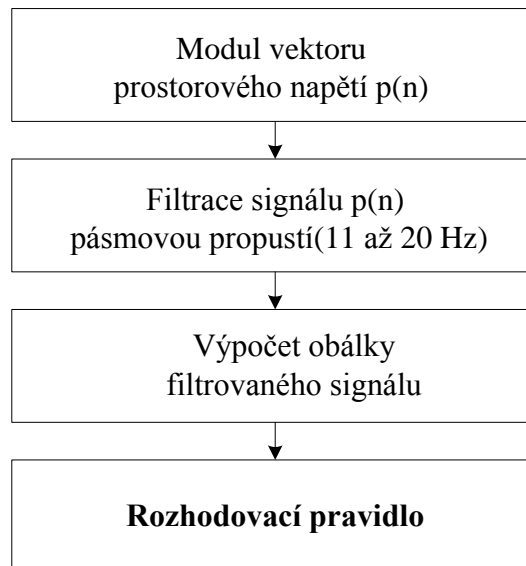 Modul vektoru
prostorového napětí p(n)
Filtrace signálu p(n)
pásmovou propustí(11 až 20 Hz)
Výpočet obálky
filtrovaného signálu
Rozhodovací pravidlo